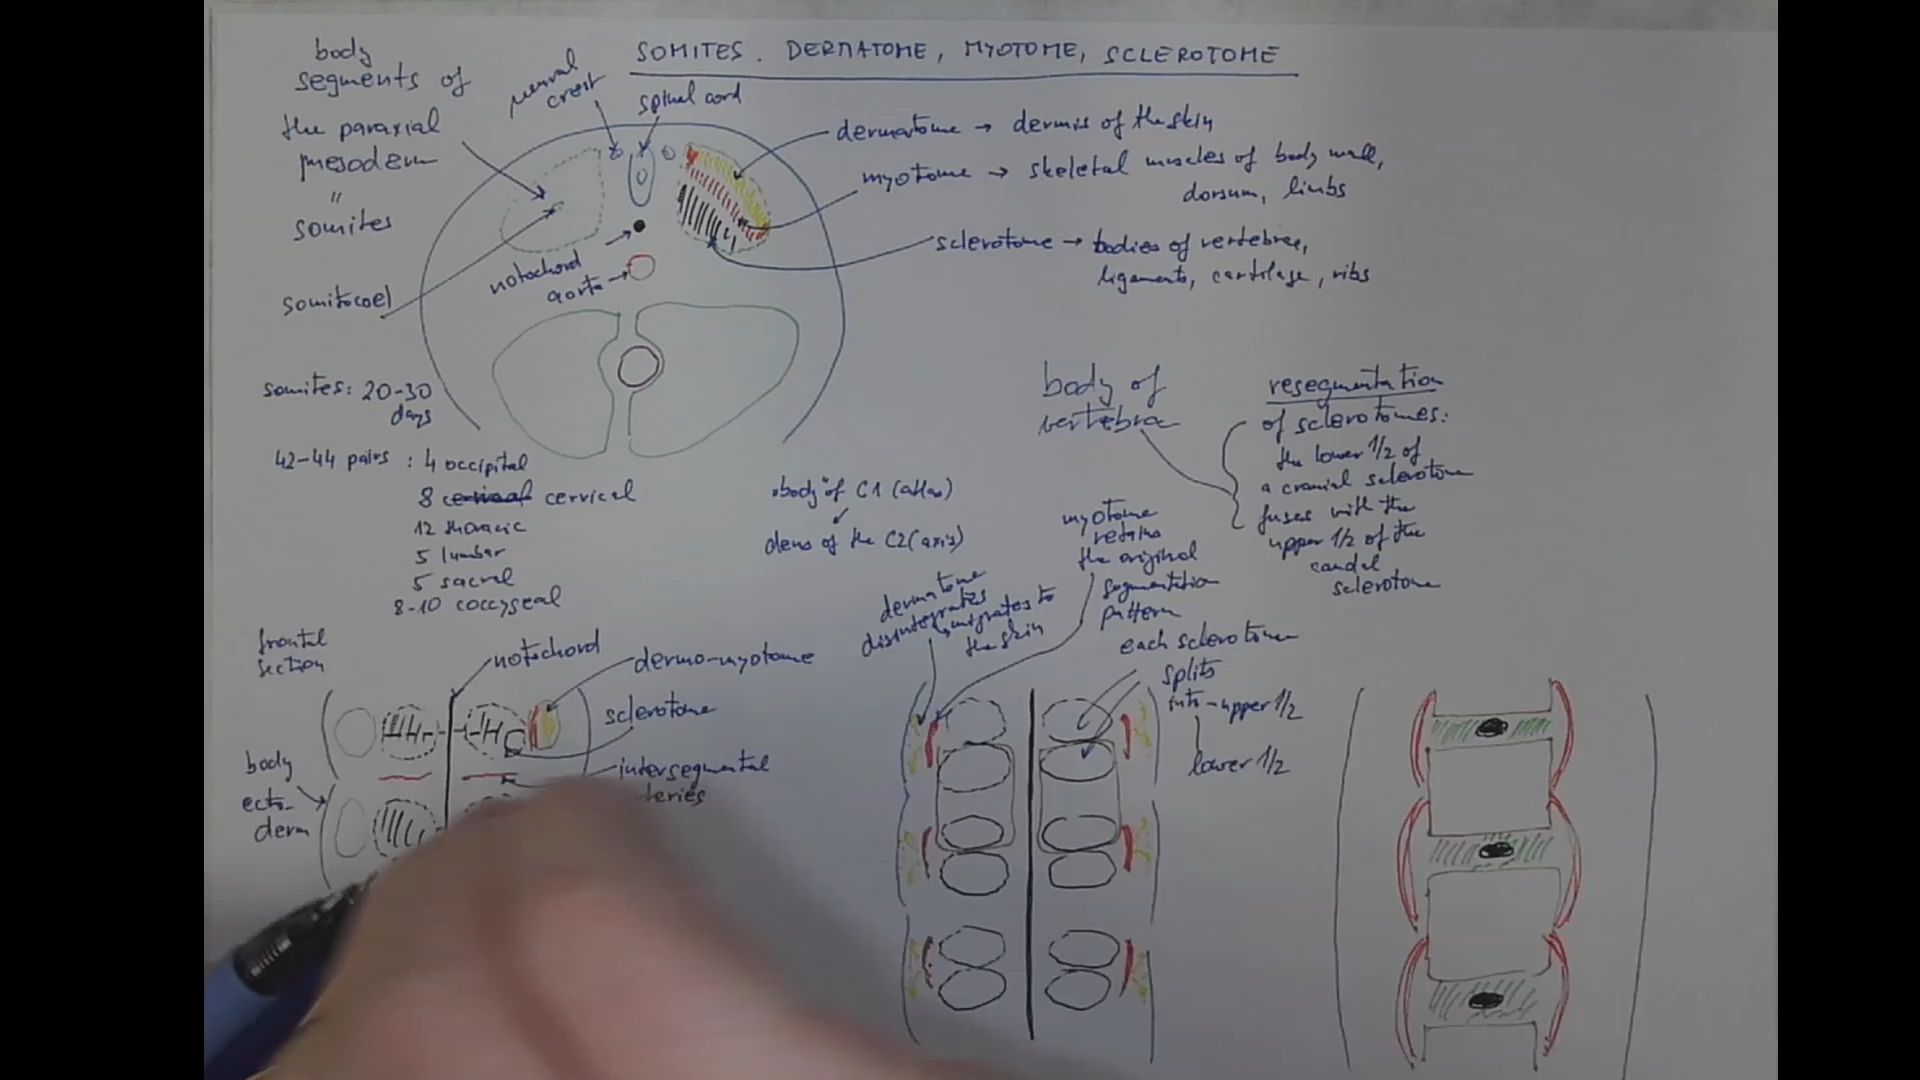 SOMITES. DERMATOME, MYOTOME, SCLEROTOME
body
segments of
the paraxial
mesoderm
"
somites
somitocoel
neural
crest
spinal cord
notochord
aorta
dermatome → dermis of the skin
myotome → skeletal muscles of body wall,
dorsum, limbs
sclerotome → bodies of vertebrae,
ligaments, cartilage, ribs
somites: 20-30
days
42-44 pairs : 4 occipital
8 cervical
12 thoracic
5 lumbar
5 sacral
8-10 coccygeal
"body" of C1 (atlas)
dens of the C2 (axis)
body of
vertebra
resegmentation
of sclerotomes:
the lower 1/2 of
a cranial sclerotome
fuses with the
upper 1/2 of the
caudal
sclerotome
frontal
section
notochord
dermo-myotome
sclerotome
intersegmental
body
ecto-
derm
dermatome
disintegrates
migrates to
the skin
myotome
retains
the original
segmentation
pattern
each sclerotome
splits
into - upper 1/2
lower 1/2